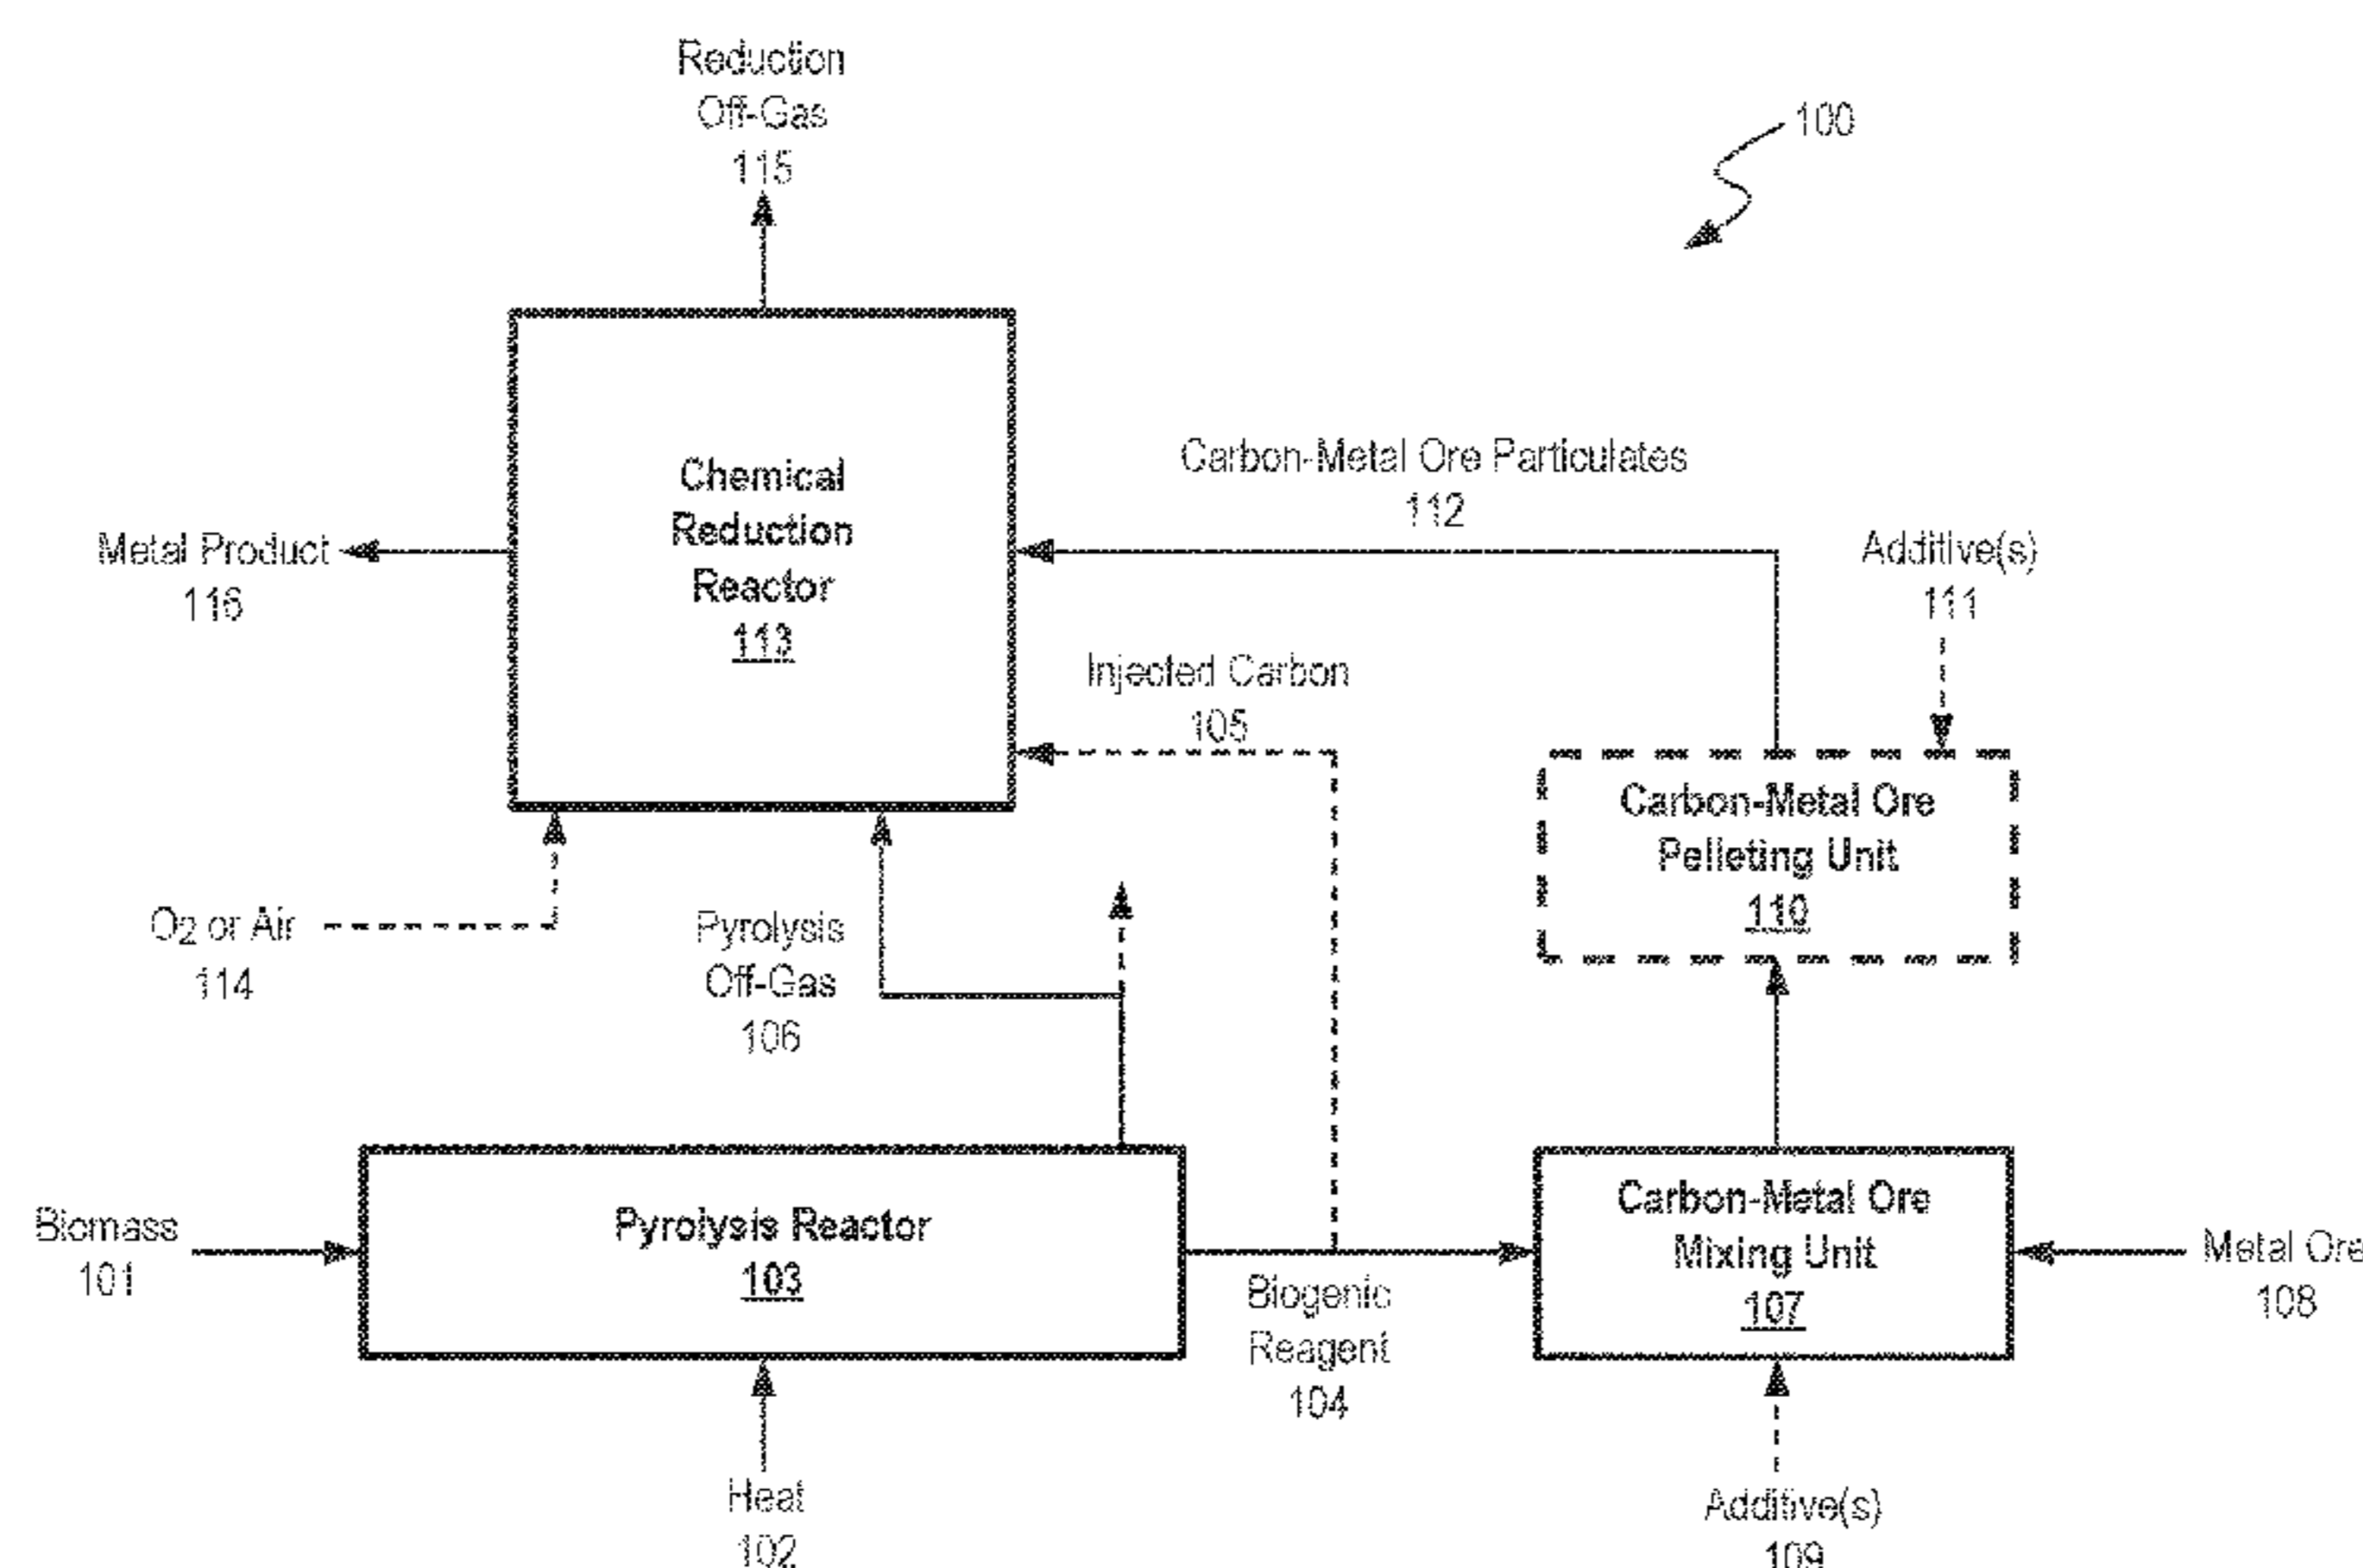 Reduction
Off-Gas
115
100
Chemical
Reduction
Reactor
113
Carbon-Metal Ore Particulates
112
Metal Product
116
Additive(s)
111
Injected Carbon
105
Carbon-Metal Ore
Pelleting Unit
110
O2 or Air
114
Pyrolysis
Off-Gas
106
Biomass
101
Pyrolysis Reactor
103
Biogenic
Reagent
104
Carbon-Metal Ore
Mixing Unit
107
Metal Ore
108
Heat
102
Additive(s)
109